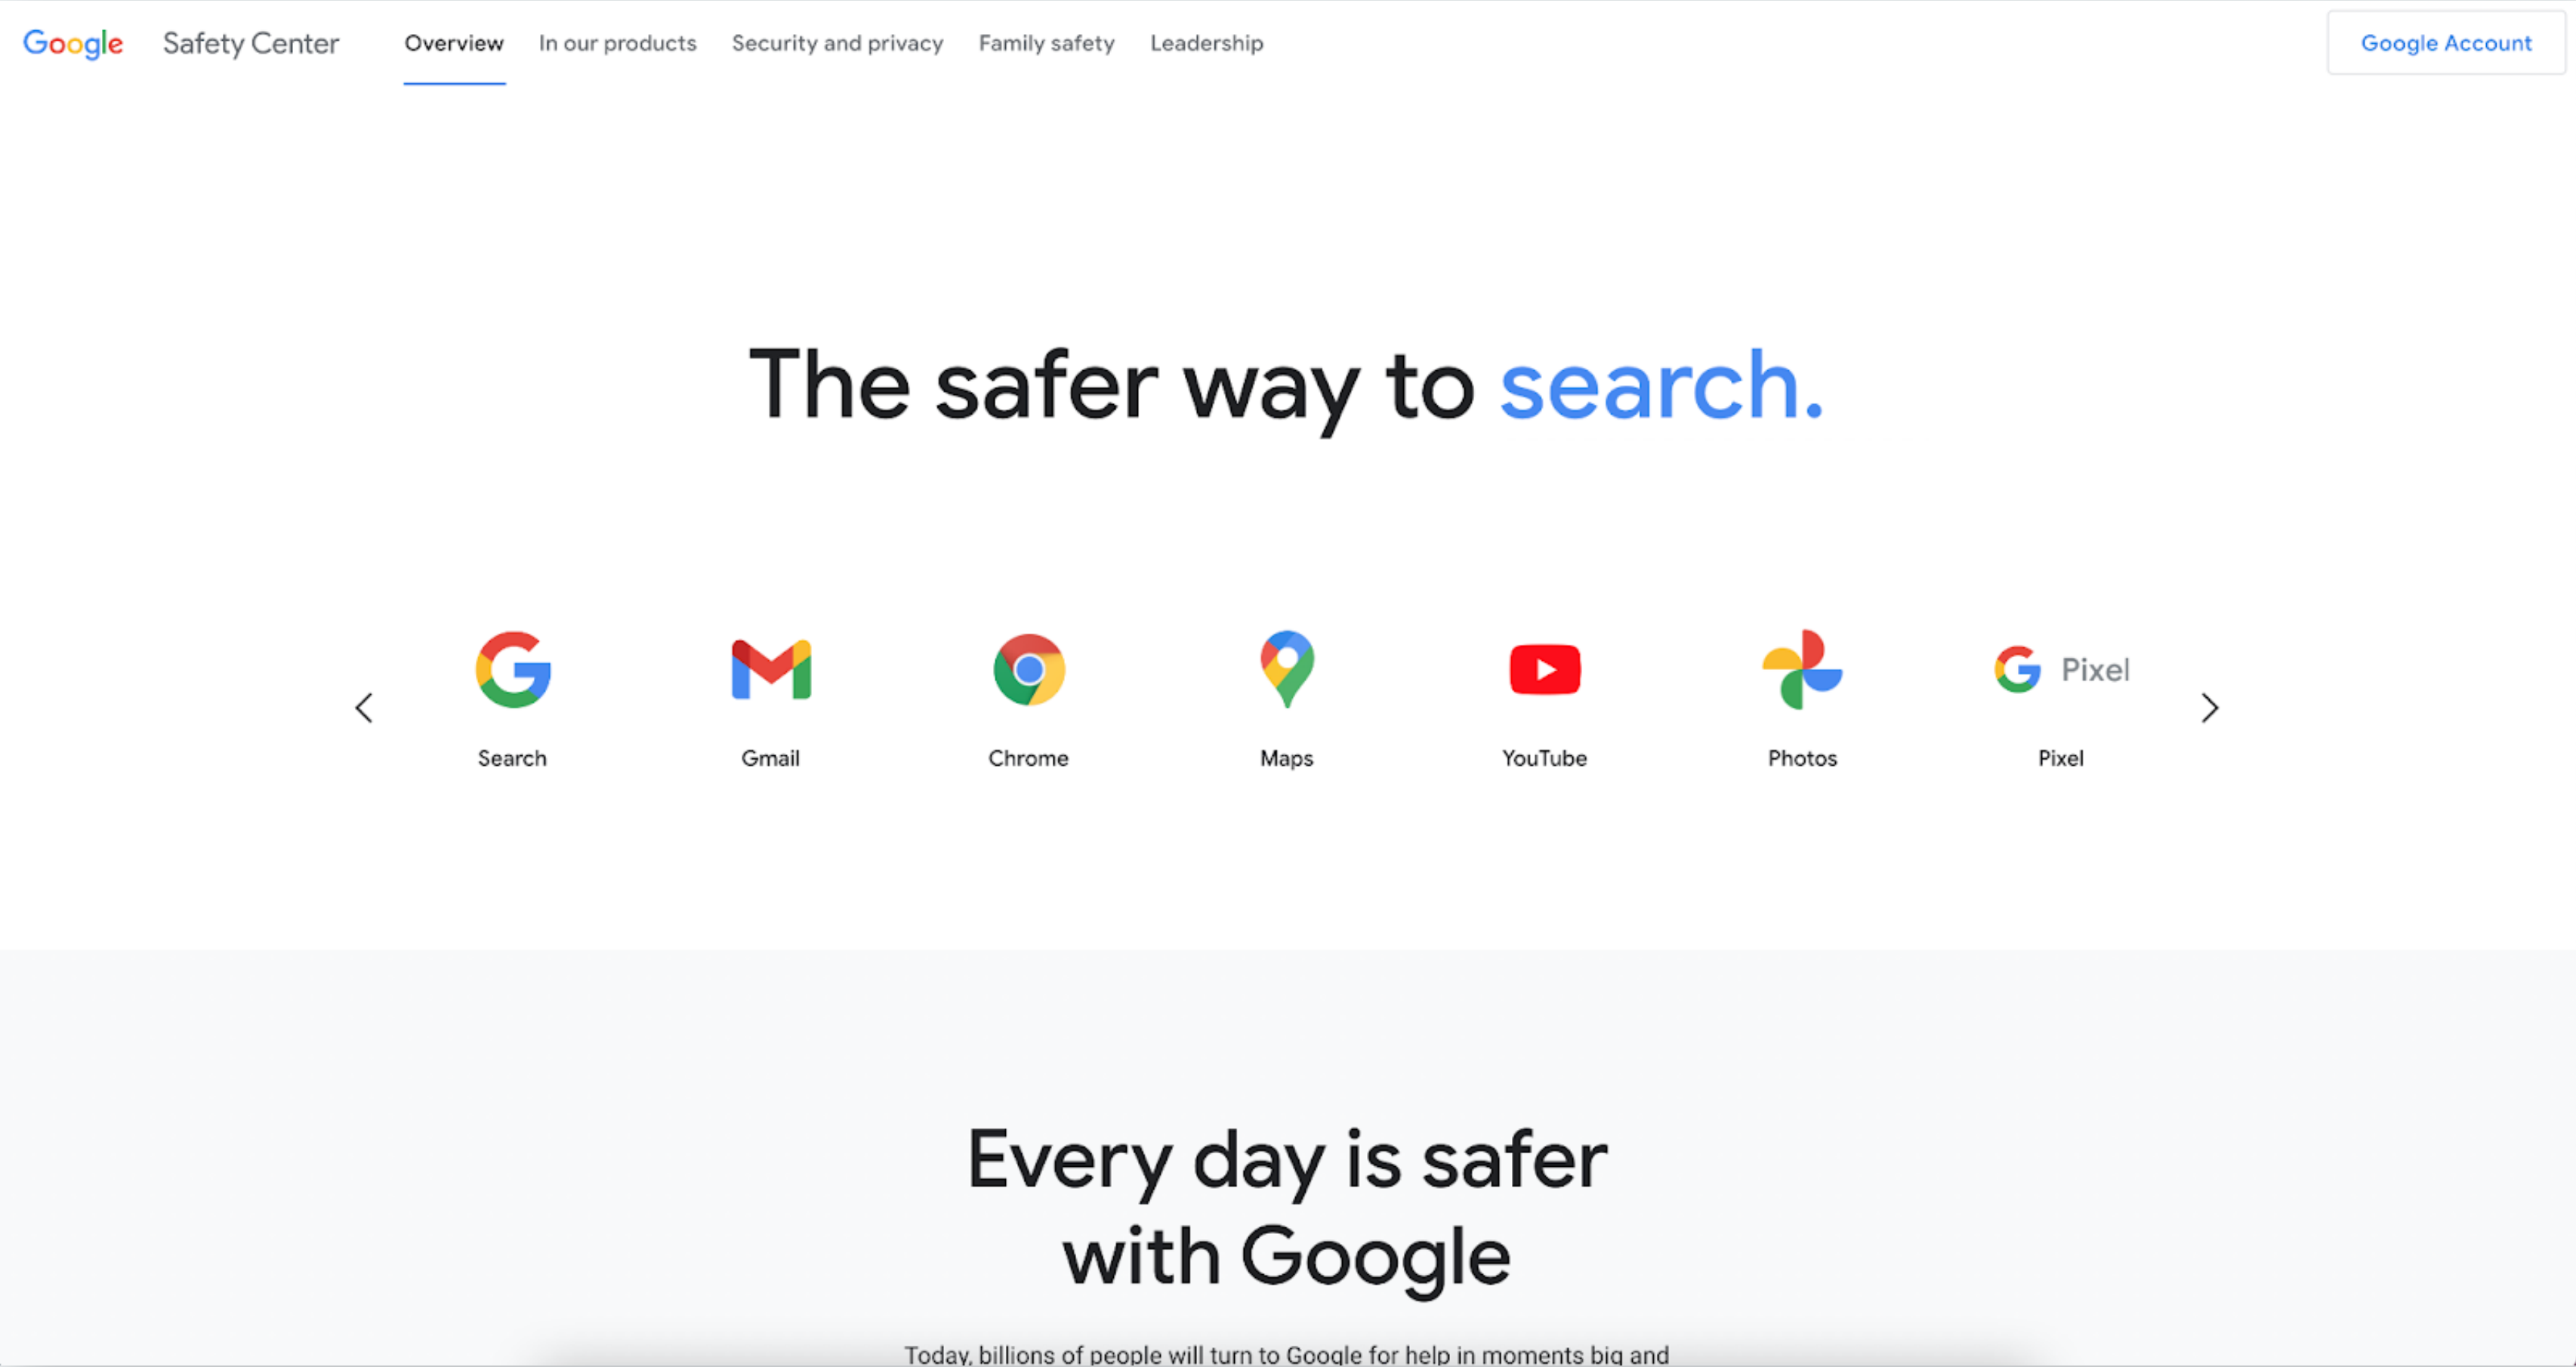 Google Safety Center Overview In our products Security and privacy Family safety Leadership Google Account
The safer way to search.
Pixel
Search Gmail Chrome Maps YouTube Photos Pixel
Every day is safer
with Google
Today, billions of people will turn to Google for help in moments big and